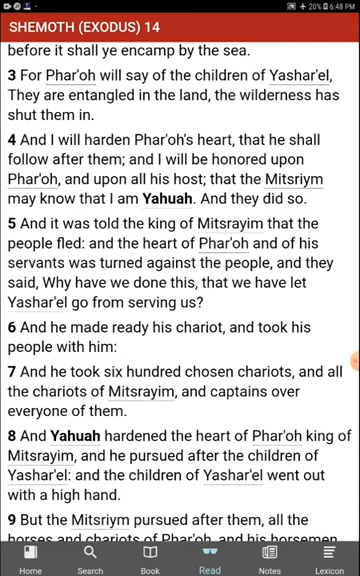 20% 6:48 PM
SHEMOTH (EXODUS) 14
before it shall ye encamp by the sea.
3 For Phar'oh will say of the children of Yashar'el,
They are entangled in the land, the wilderness has
shut them in.
4 And I will harden Phar'oh's heart, that he shall
follow after them; and I will be honored upon
Phar'oh, and upon all his host; that the Mitsriym
may know that I am Yahuah. And they did so.
5 And it was told the king of Mitsrayim that the
people fled: and the heart of Phar'oh and of his
servants was turned against the people, and they
said, Why have we done this, that we have let
Yashar'el go from serving us?
6 And he made ready his chariot, and took his
people with him:
7 And he took six hundred chosen chariots, and all
the chariots of Mitsrayim, and captains over
everyone of them.
8 And Yahuah hardened the heart of Phar'oh king of
Mitsrayim, and he pursued after the children of
Yashar'el: and the children of Yashar'el went out
with a high hand.
9 But the Mitsriym pursued after them, all the
horses and chariots of Phar'oh, and his horsemen,
Home Search Book Read Notes Lexicon